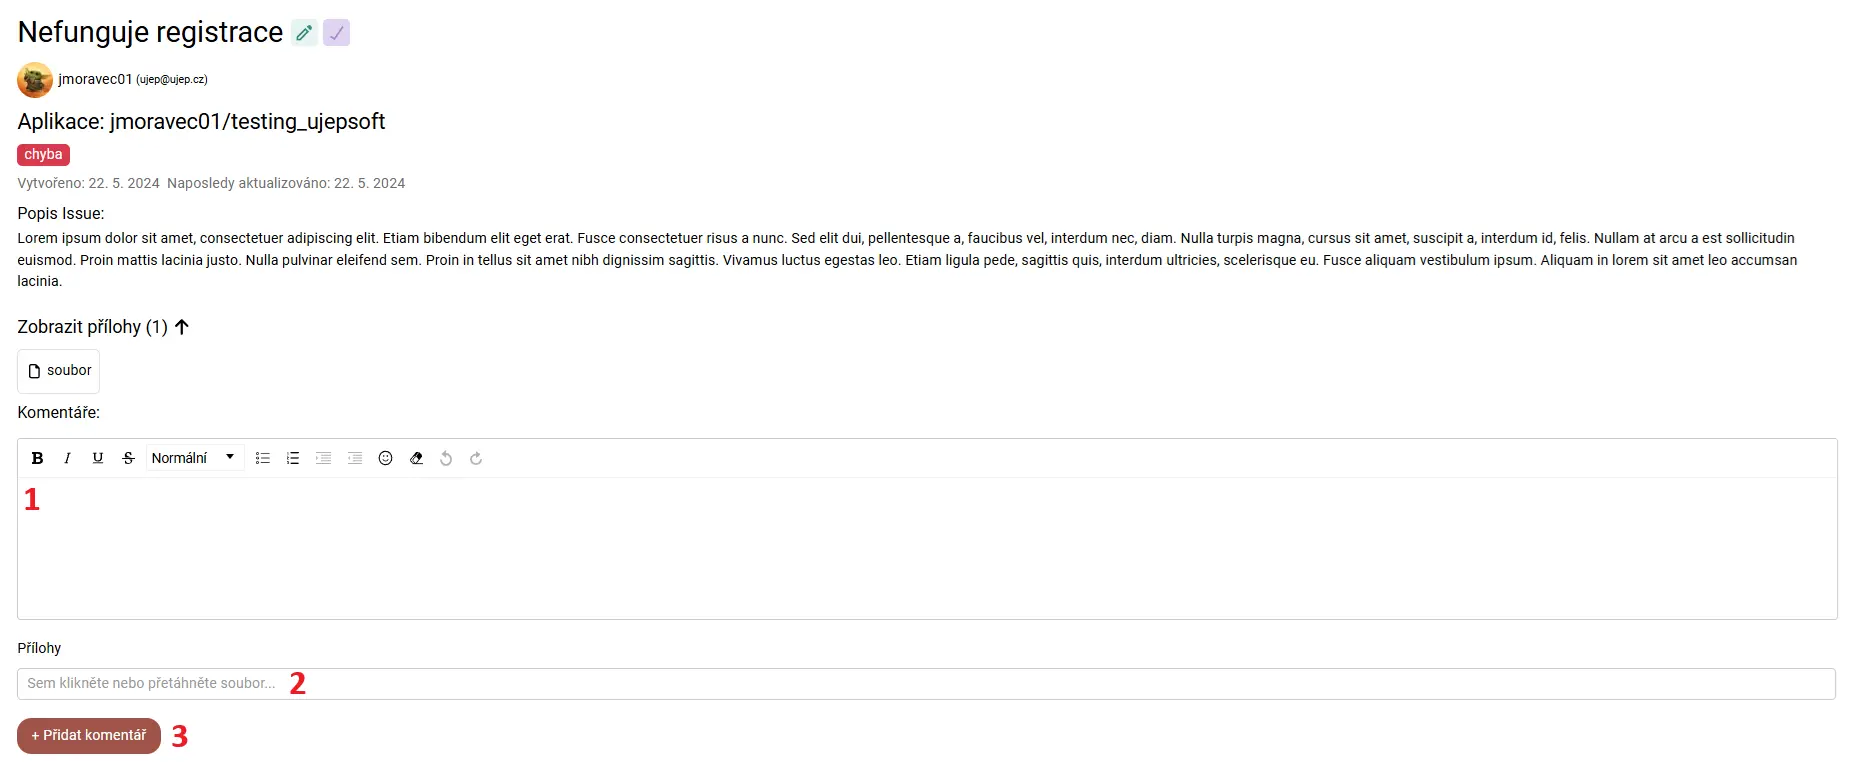 Nefunguje registrace
jmoravec01 (ujep@ujep.cz)
Aplikace: jmoravec01/testing_ujepsoft
chyba
Vytvořeno: 22. 5. 2024 Naposledy aktualizováno: 22. 5. 2024
Popis Issue:
Lorem ipsum dolor sit amet, consectetuer adipiscing elit. Etiam bibendum elit eget erat. Fusce consectetuer risus a nunc. Sed elit dui, pellentesque a, faucibus vel, interdum nec, diam. Nulla turpis magna, cursus sit amet, suscipit a, interdum id, felis. Nullam at arcu a est sollicitudin
euismod. Proin mattis lacinia justo. Nulla pulvinar eleifend sem. Proin in tellus sit amet nibh dignissim sagittis. Vivamus luctus egestas leo. Etiam ligula pede, sagittis quis, interdum ultricies, scelerisque eu. Fusce aliquam vestibulum ipsum. Aliquam in lorem sit amet leo accumsan
lacinia.
Zobrazit přílohy (1)
soubor
Komentáře:
B I U S Normální
1
Přílohy
Sem klikněte nebo přetáhněte soubor... 2
+ Přidat komentář 3